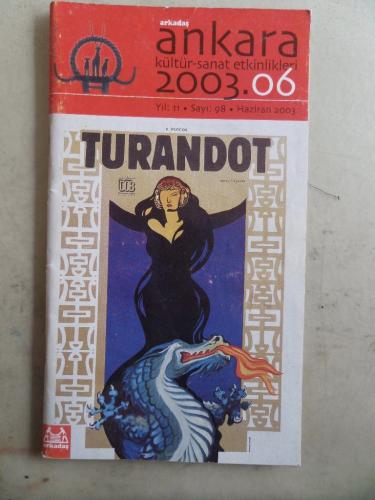 arkadaş
ankara
kültür-sanat etkinlikleri
2003.06
Yıl: 11 • Sayı: 98 • Haziran 2003
TURANDOT
arkadaş